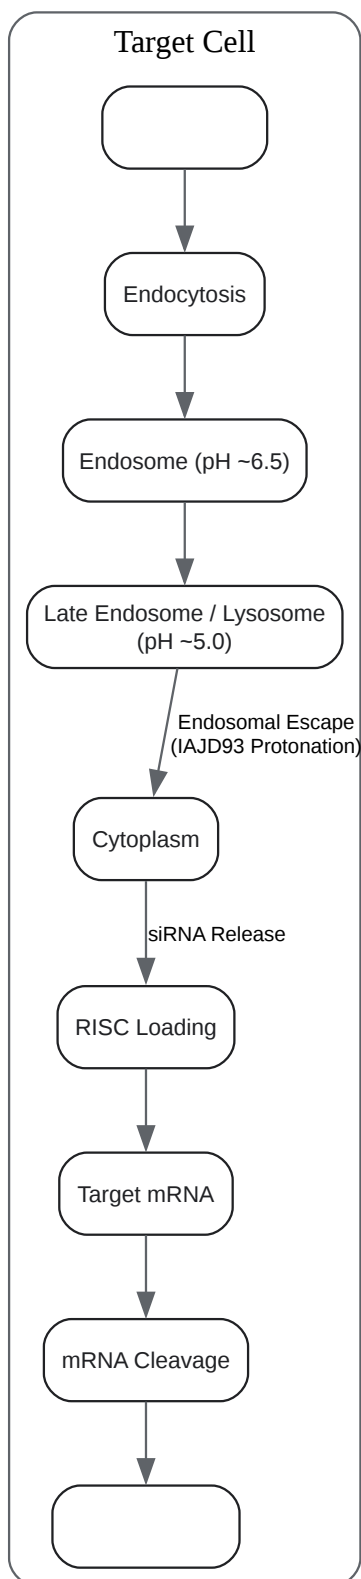 Target Cell
Endocytosis
Endosome (pH ~6.5)
Late Endosome / Lysosome
(pH ~5.0)
Endosomal Escape
(IAJD93 Protonation)
Cytoplasm
siRNA Release
RISC Loading
Target mRNA
mRNA Cleavage